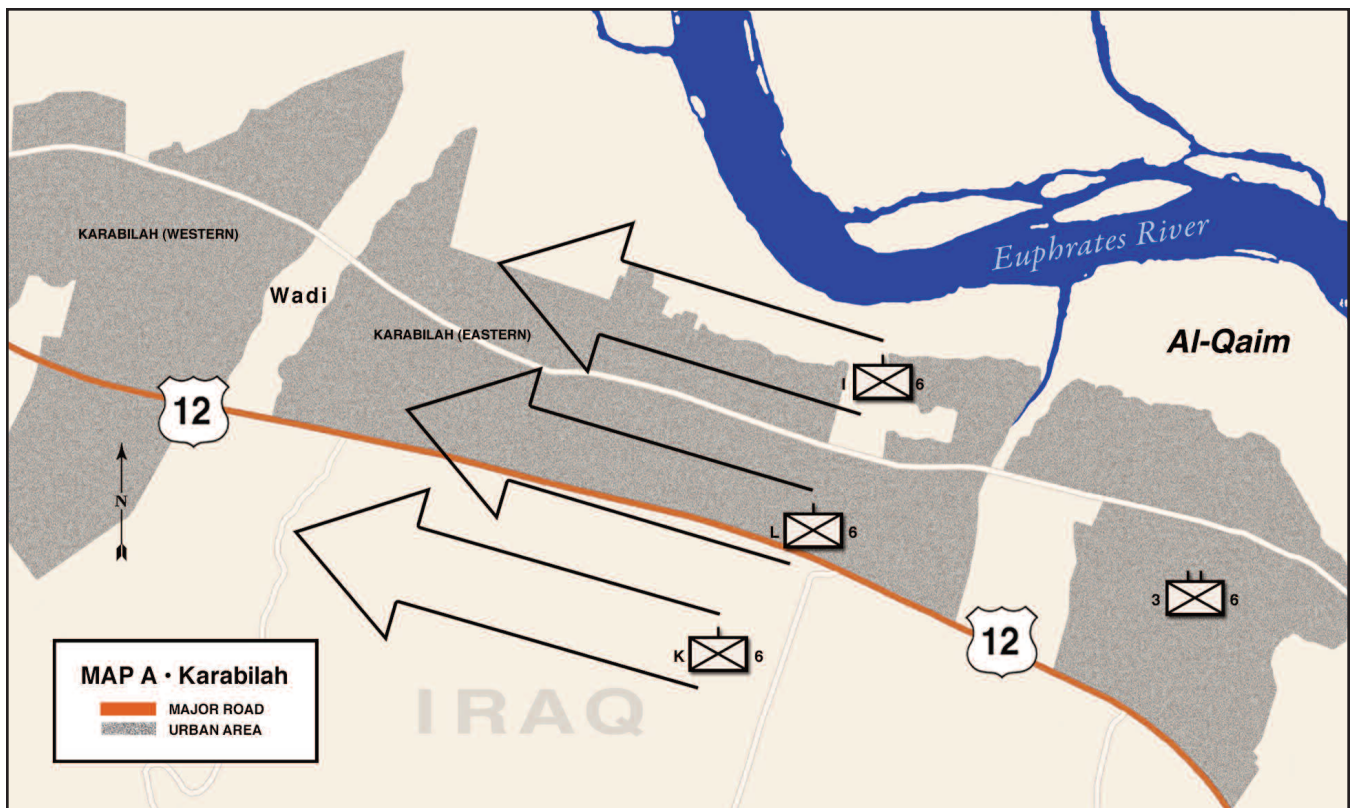 KARABILAH (WESTERN)
Wadi
KARABILAH (EASTERN)
Euphrates River
Al-Qaim
I 6
12
N
L 6
3 6
12
K 6
IRAQ
MAP A • Karabilah
MAJOR ROAD
URBAN AREA